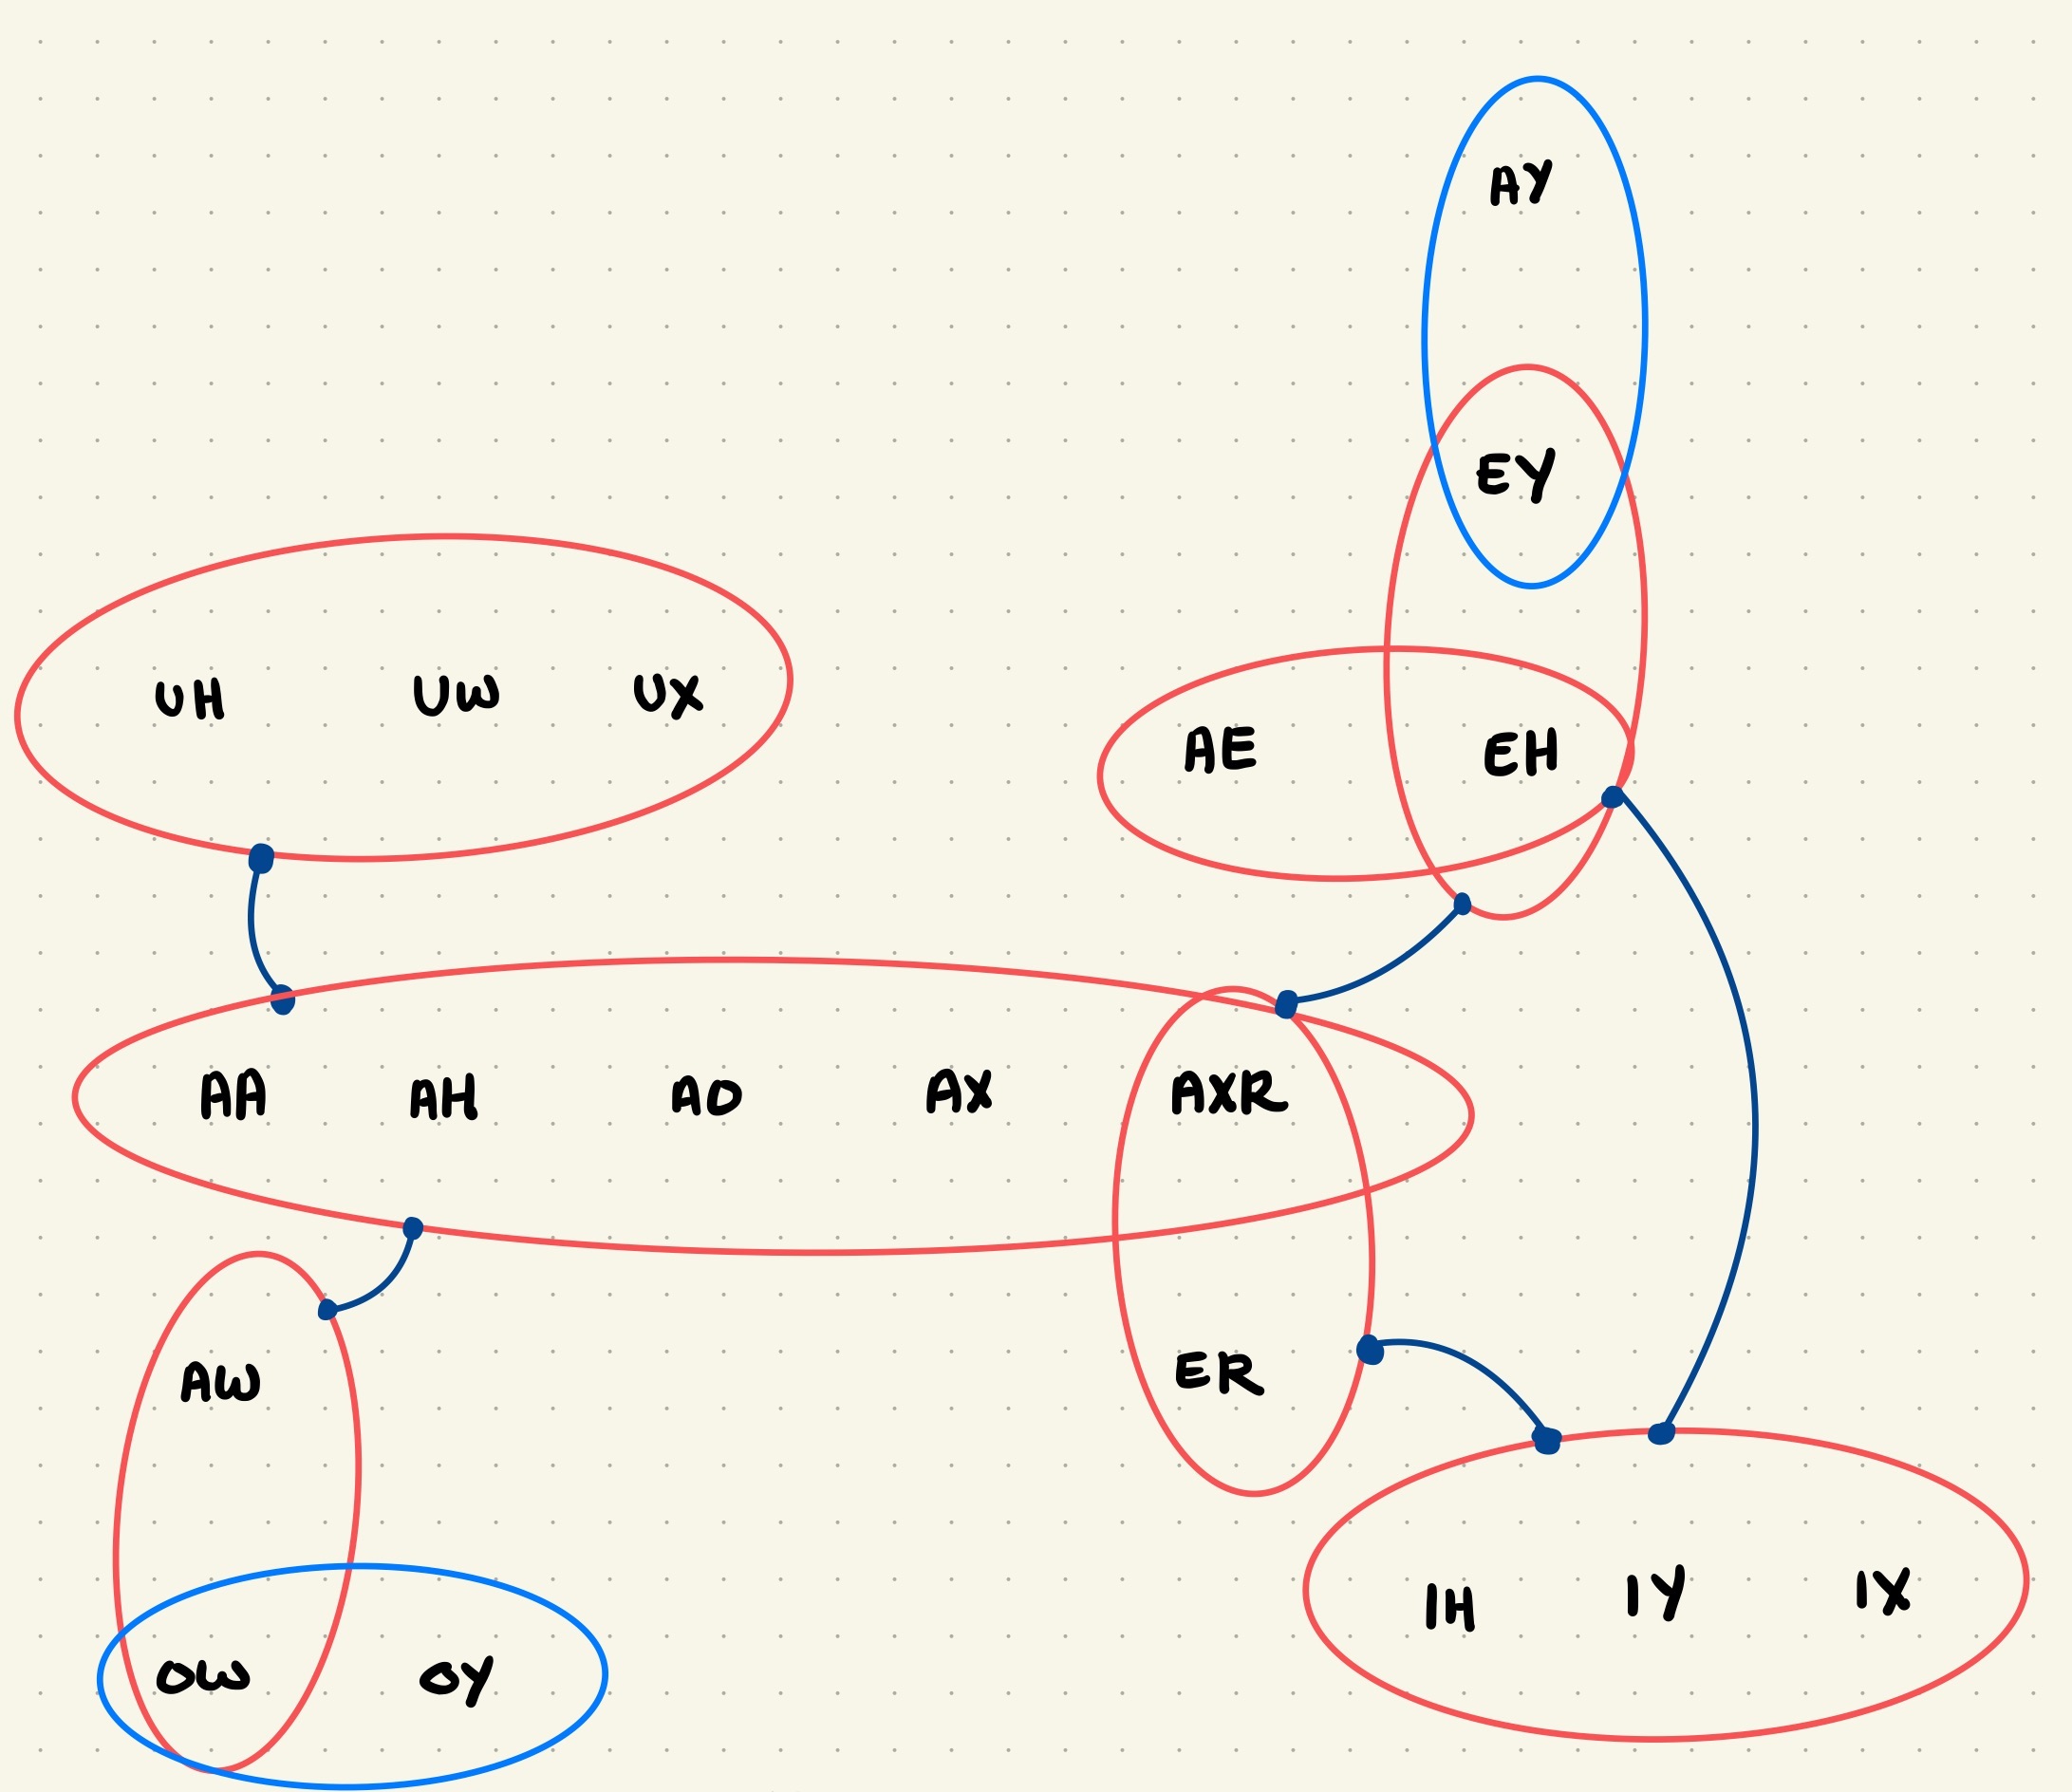 AY
EY
UH UW UX
AE EH
AA AH AO AX AXR
AW ER
OW OY
IH IY IX